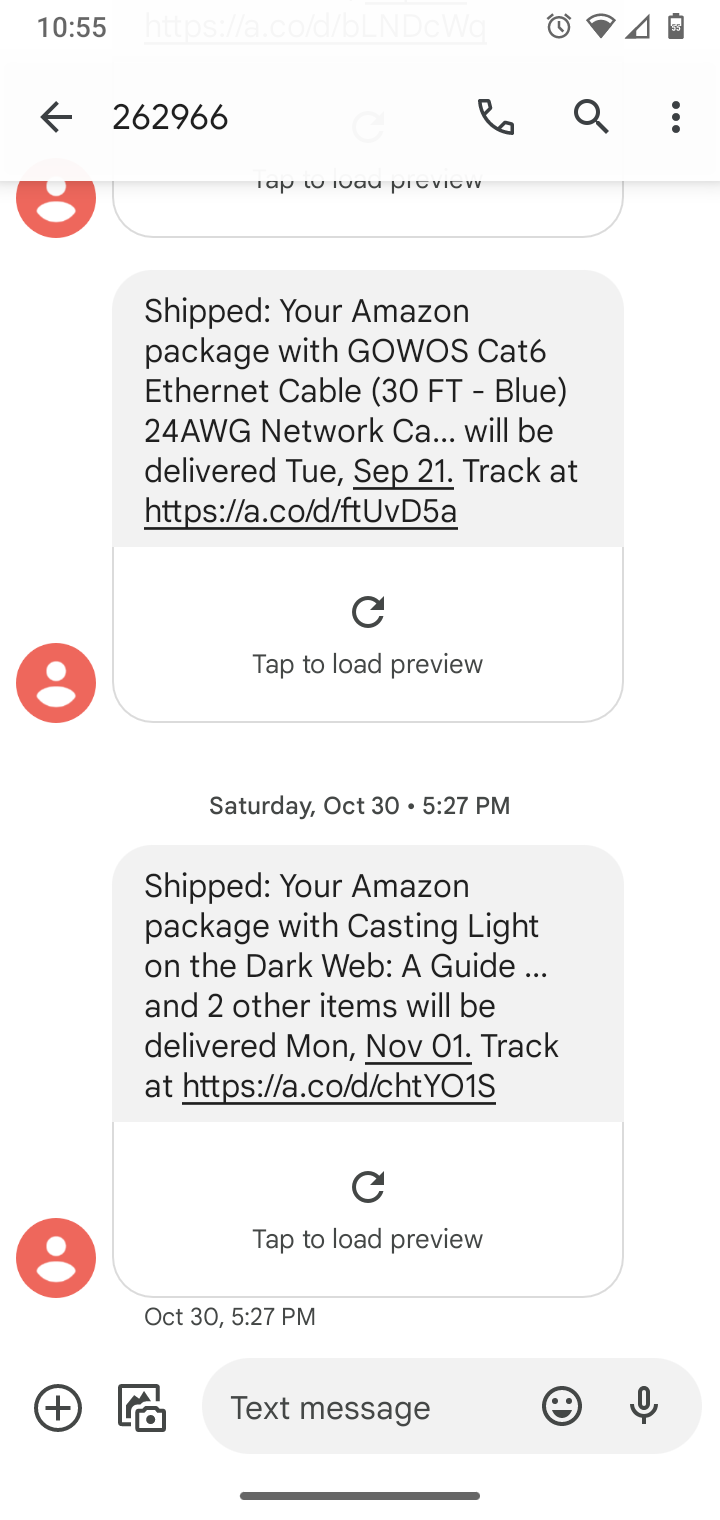 10:55
https://a.co/d/bLNDcWq
55
262966
Tap to load preview
Shipped: Your Amazon
package with GOWOS Cat6
Ethernet Cable (30 FT - Blue)
24AWG Network Ca... will be
delivered Tue, Sep 21. Track at
https://a.co/d/ftUvD5a
Tap to load preview
Saturday, Oct 30 • 5:27 PM
Shipped: Your Amazon
package with Casting Light
on the Dark Web: A Guide ...
and 2 other items will be
delivered Mon, Nov 01. Track
at https://a.co/d/chtYO1S
Tap to load preview
Oct 30, 5:27 PM
Text message